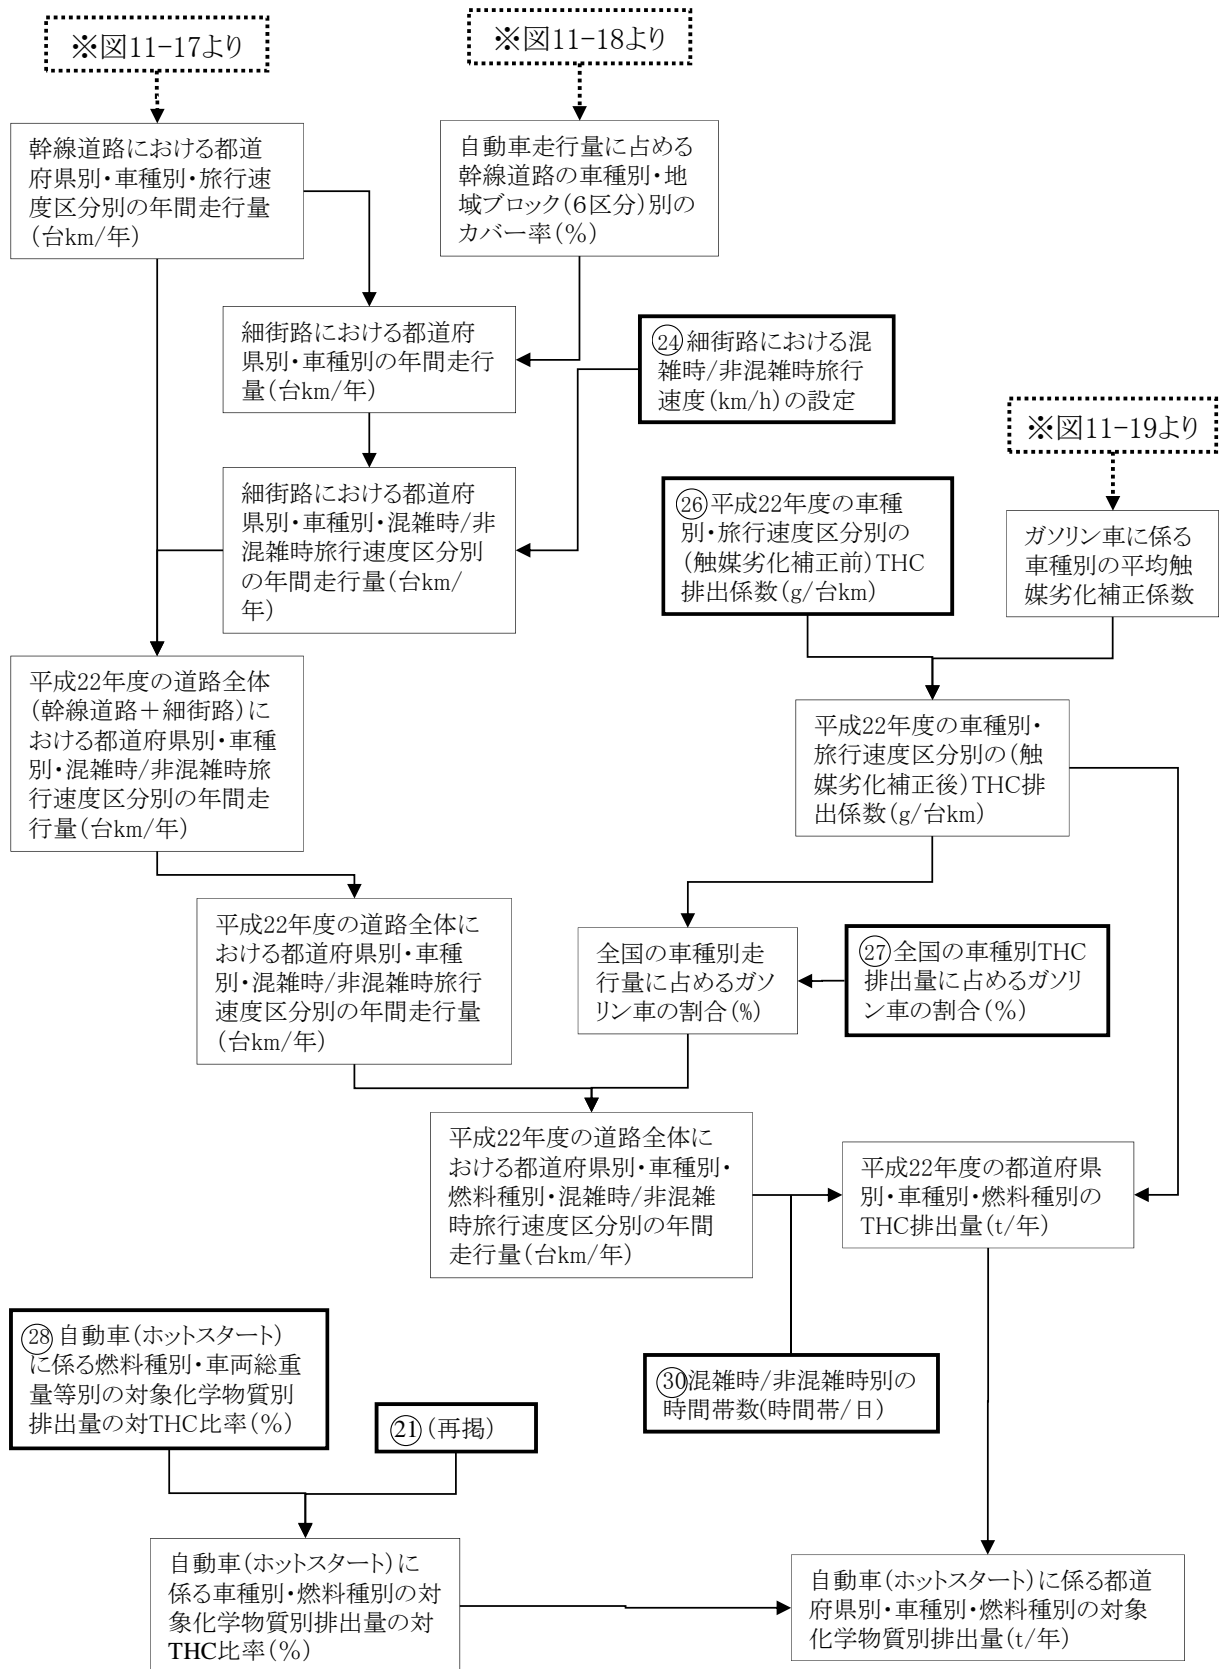 ※図11-17より
※図11-18より
幹線道路における都道
府県別・車種別・旅行速
度区分別の年間走行量
(台km/年)
自動車走行量に占める
幹線道路の車種別・地
域ブロック(6区分)別の
カバー率(%)
細街路における都道府
県別・車種別の年間走行
量(台km/年)
㉔細街路における混
雑時/非混雑時旅行
速度(km/h)の設定
※図11-19より
細街路における都道府
県別・車種別・混雑時/非
混雑時旅行速度区分別
の年間走行量(台km/
年)
㉖平成22年度の車種
別・旅行速度区分別の
(触媒劣化補正前)THC
排出係数(g/台km)
ガソリン車に係る
車種別の平均触
媒劣化補正係数
平成22年度の道路全体
(幹線道路+細街路)に
おける都道府県別・車種
別・混雑時/非混雑時旅
行速度区分別の年間走
行量(台km/年)
平成22年度の車種別・
旅行速度区分別の(触
媒劣化補正後)THC排
出係数(g/台km)
平成22年度の道路全体に
おける都道府県別・車種
別・混雑時/非混雑時旅行
速度区分別の年間走行量
(台km/年)
全国の車種別走
行量に占めるガソ
リン車の割合(%)
㉗全国の車種別THC
排出量に占めるガソリ
ン車の割合(%)
平成22年度の道路全体に
おける都道府県別・車種別・
燃料種別・混雑時/非混雑
時旅行速度区分別の年間
走行量(台km/年)
平成22年度の都道府県
別・車種別・燃料種別の
THC排出量(t/年)
㉘自動車(ホットスタート)
に係る燃料種別・車両総重
量等別の対象化学物質別
排出量の対THC比率(%)
㉑(再掲)
㉚混雑時/非混雑時別の
時間帯数(時間帯/日)
自動車(ホットスタート)に
係る車種別・燃料種別の対
象化学物質別排出量の対
THC比率(%)
自動車(ホットスタート)に係る都道
府県別・車種別・燃料種別の対象
化学物質別排出量(t/年)